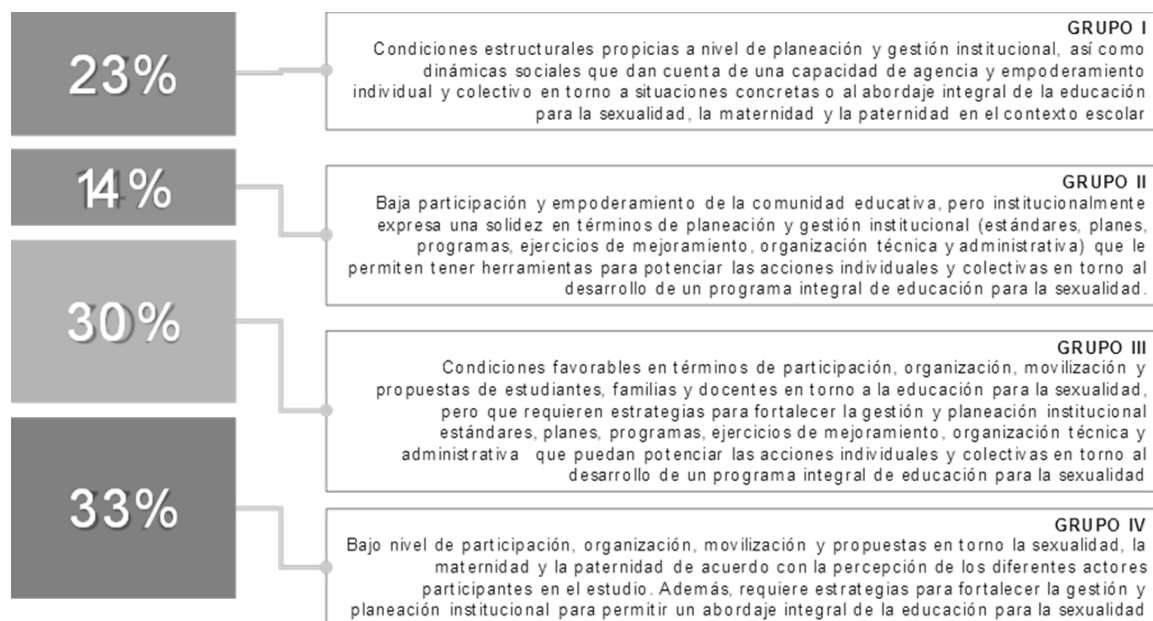 23%
GRUPO I
Condiciones estructurales propicias a nivel de planeación y gestión institucional, así como
dinámicas sociales que dan cuenta de una capacidad de agencia y empoderamiento
individual y colectivo en torno a situaciones concretas o al abordaje integral de la educación
para la sexualidad, la maternidad y la paternidad en el contexto escolar
14%
GRUPO II
Baja participación y empoderamiento de la comunidad educativa, pero institucionalmente
expresa una solidez en términos de planeación y gestión institucional (estándares, planes,
programas, ejercicios de mejoramiento, organización técnica y administrativa) que le
permiten tener herramientas para potenciar las acciones individuales y colectivas en torno al
desarrollo de un programa integral de educación para la sexualidad.
30%
GRUPO III
Condiciones favorables en términos de participación, organización, movilización y
propuestas de estudiantes, familias y docentes en torno a la educación para la sexualidad,
pero que requieren estrategias para fortalecer la gestión y planeación institucional
estándares, planes, programas, ejercicios de mejoramiento, organización técnica y
administrativa que puedan potenciar las acciones individuales y colectivas en torno al
desarrollo de un programa integral de educación para la sexualidad
33%
GRUPO IV
Bajo nivel de participación, organización, movilización y propuestas en torno la sexualidad, la
maternidad y la paternidad de acuerdo con la percepción de los diferentes actores
participantes en el estudio. Además, requiere estrategias para fortalecer la gestión y
planeación institucional para permitir un abordaje integral de la educación para la sexualidad